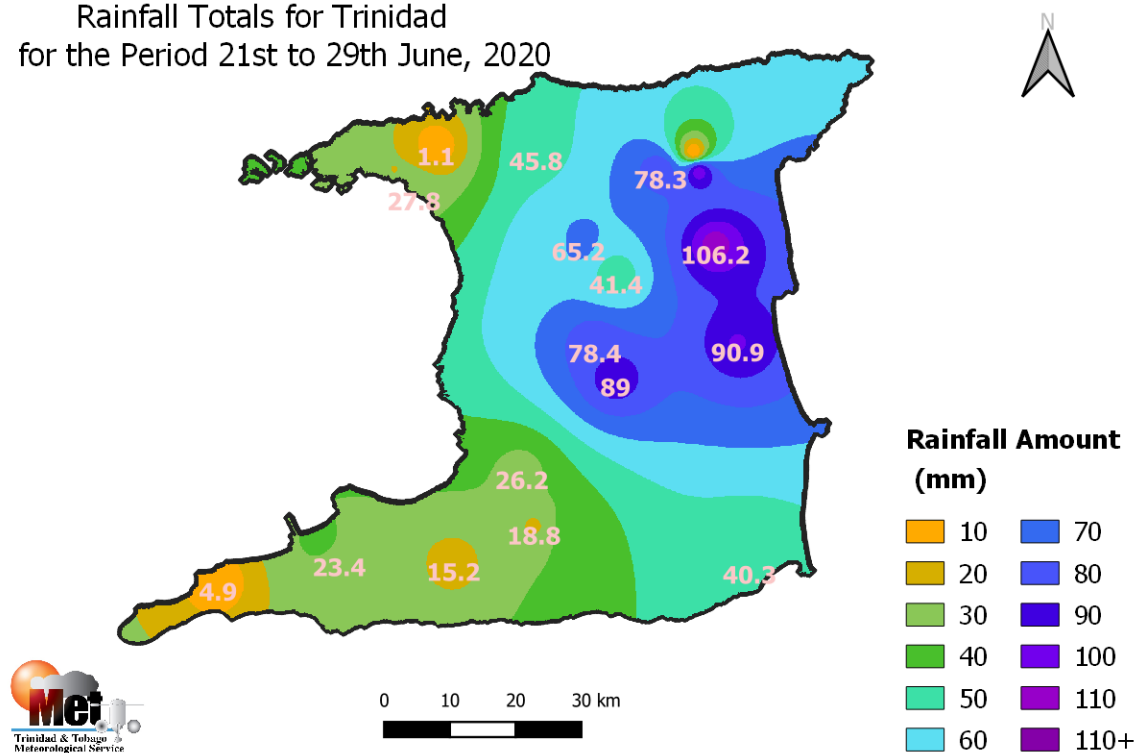 Rainfall Totals for Trinidad
for the Period 21st to 29th June, 2020
N
1.1
45.8
27.8
78.3
65.2
106.2
41.4
78.4
90.9
89
26.2
18.8
23.4
15.2
40.3
4.9
Rainfall Amount
(mm)
10 70
20 80
30 90
40 100
50 110
60 110+
0 10 20 30 km
Met
Trinidad & Tobago
Meteorological Service